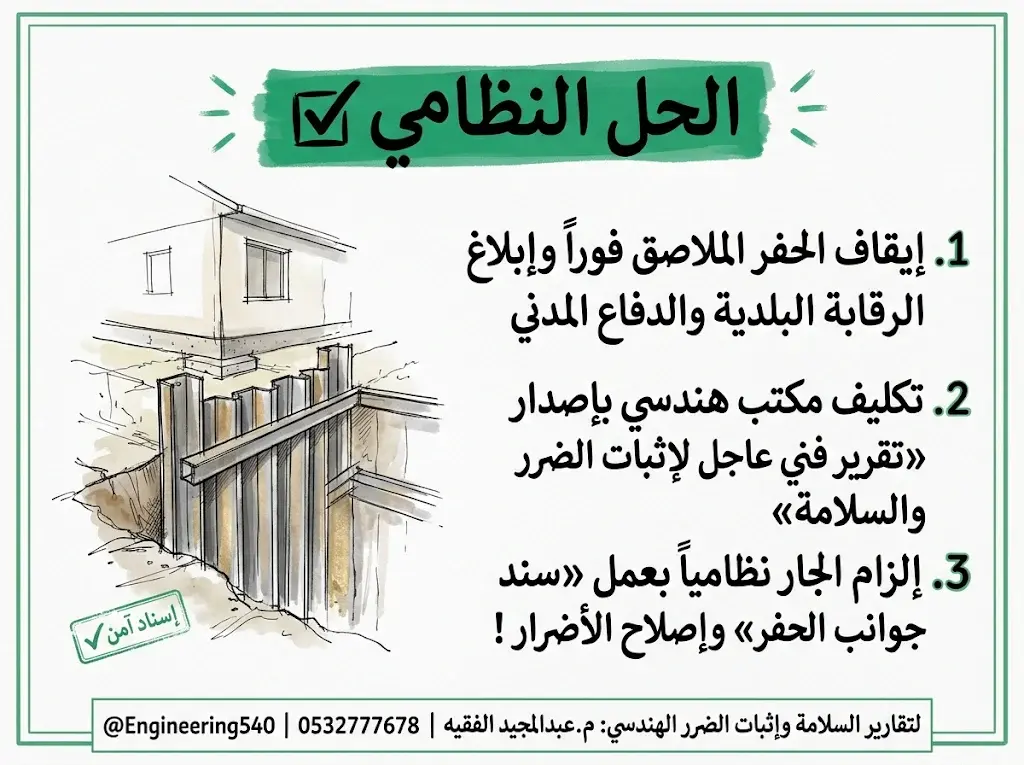 الحل النظامي ☑
1. إيقاف الحفر الملاصق فوراً وإبلاغ
الرقابة البلدية والدفاع المدني
2. تكليف مكتب هندسي بإصدار
«تقرير فني عاجل لإثبات الضرر
والسلامة»
3. إلزام الجار نظامياً بعمل «سند
جوانب الحفر» وإصلاح الأضرار !
إسناد آمن ✓
لتقارير السلامة وإثبات الضرر الهندسي: م.عبدالمجيد الفقيه | 0532777678 | @Engineering540